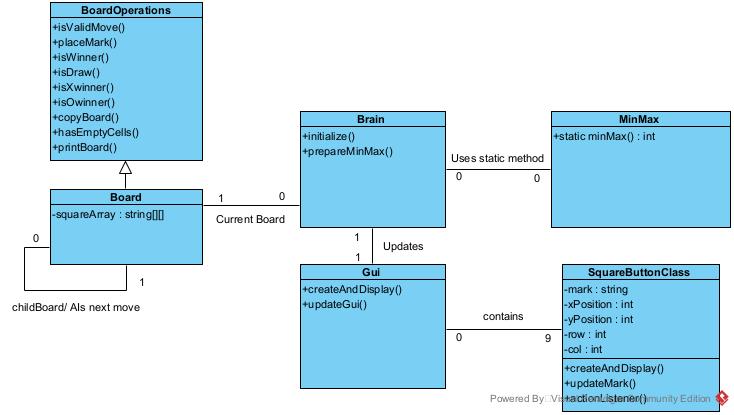 BoardOperations
+isValidMove()
+placeMark()
+isWinner()
+isDraw()
+isXwinner()
+isOwinner()
+copyBoard()
+hasEmptyCells()
+printBoard()
Board
-squareArray : string[][]
0
1
childBoard/ AIs next move
1
0
Current Board
Brain
+initialize()
+prepareMinMax()
Uses static method
0
0
MinMax
+static minMax() : int
1
Updates
1
Gui
+createAndDisplay()
+updateGui()
contains
0
9
SquareButtonClass
-mark : string
-xPosition : int
-yPosition : int
-row : int
-col : int
+createAndDisplay()
+updateMark()
+actionListener()
Powered By Community Edition